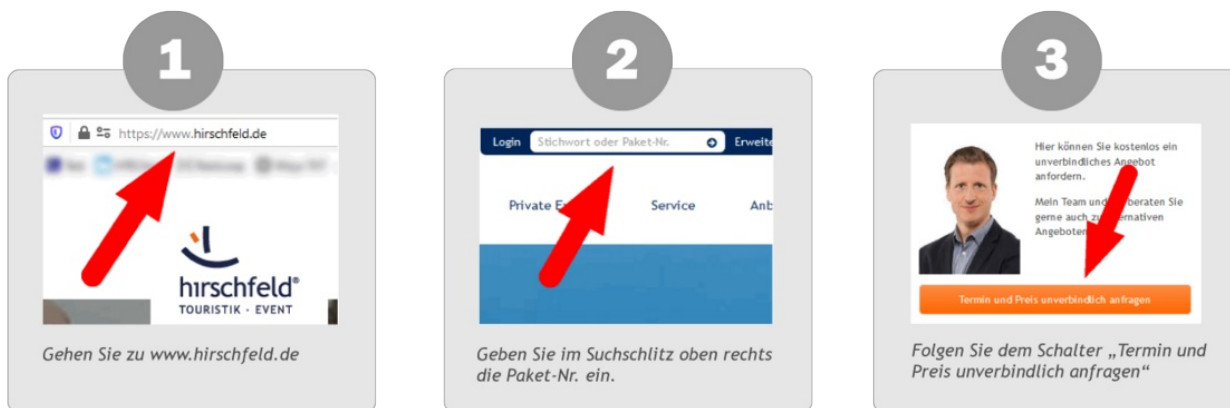 1
https://www.hirschfeld.de
hirschfeld®
TOURISTIK · EVENT
Gehen Sie zu www.hirschfeld.de
2
Login Stichwort oder Paket-Nr. Erweite
Private E Service Anb
Geben Sie im Suchschlitz oben rechts
die Paket-Nr. ein.
3
Hier können Sie kostenlos ein
unverbindliches Angebot
anfordern.
Mein Team und beraten Sie
gerne auch zu
Angeboten
Termin und Preis unverbindlich anfragen
Folgen Sie dem Schalter „Termin und
Preis unverbindlich anfragen“